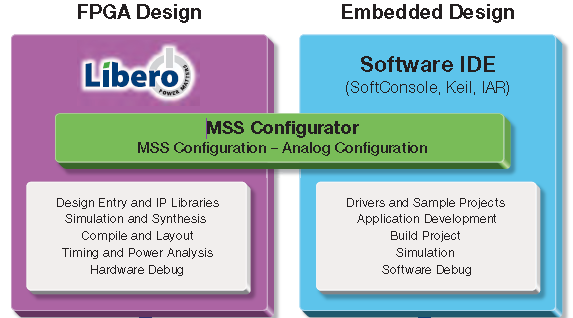 FPGA Design
Embedded Design
Libero
POWER MATTERS
Software IDE
(SoftConsole, Keil, IAR)
MSS Configurator
MSS Configuration – Analog Configuration
Design Entry and IP Libraries
Simulation and Synthesis
Compile and Layout
Timing and Power Analysis
Hardware Debug
Drivers and Sample Projects
Application Development
Build Project
Simulation
Software Debug